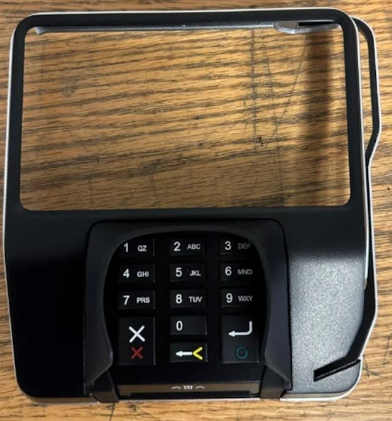 1 QZ 2 ABC 3 DEF
4 GHI 5 JKL 6 MNO
7 PRS 8 TUV 9 WXY
0